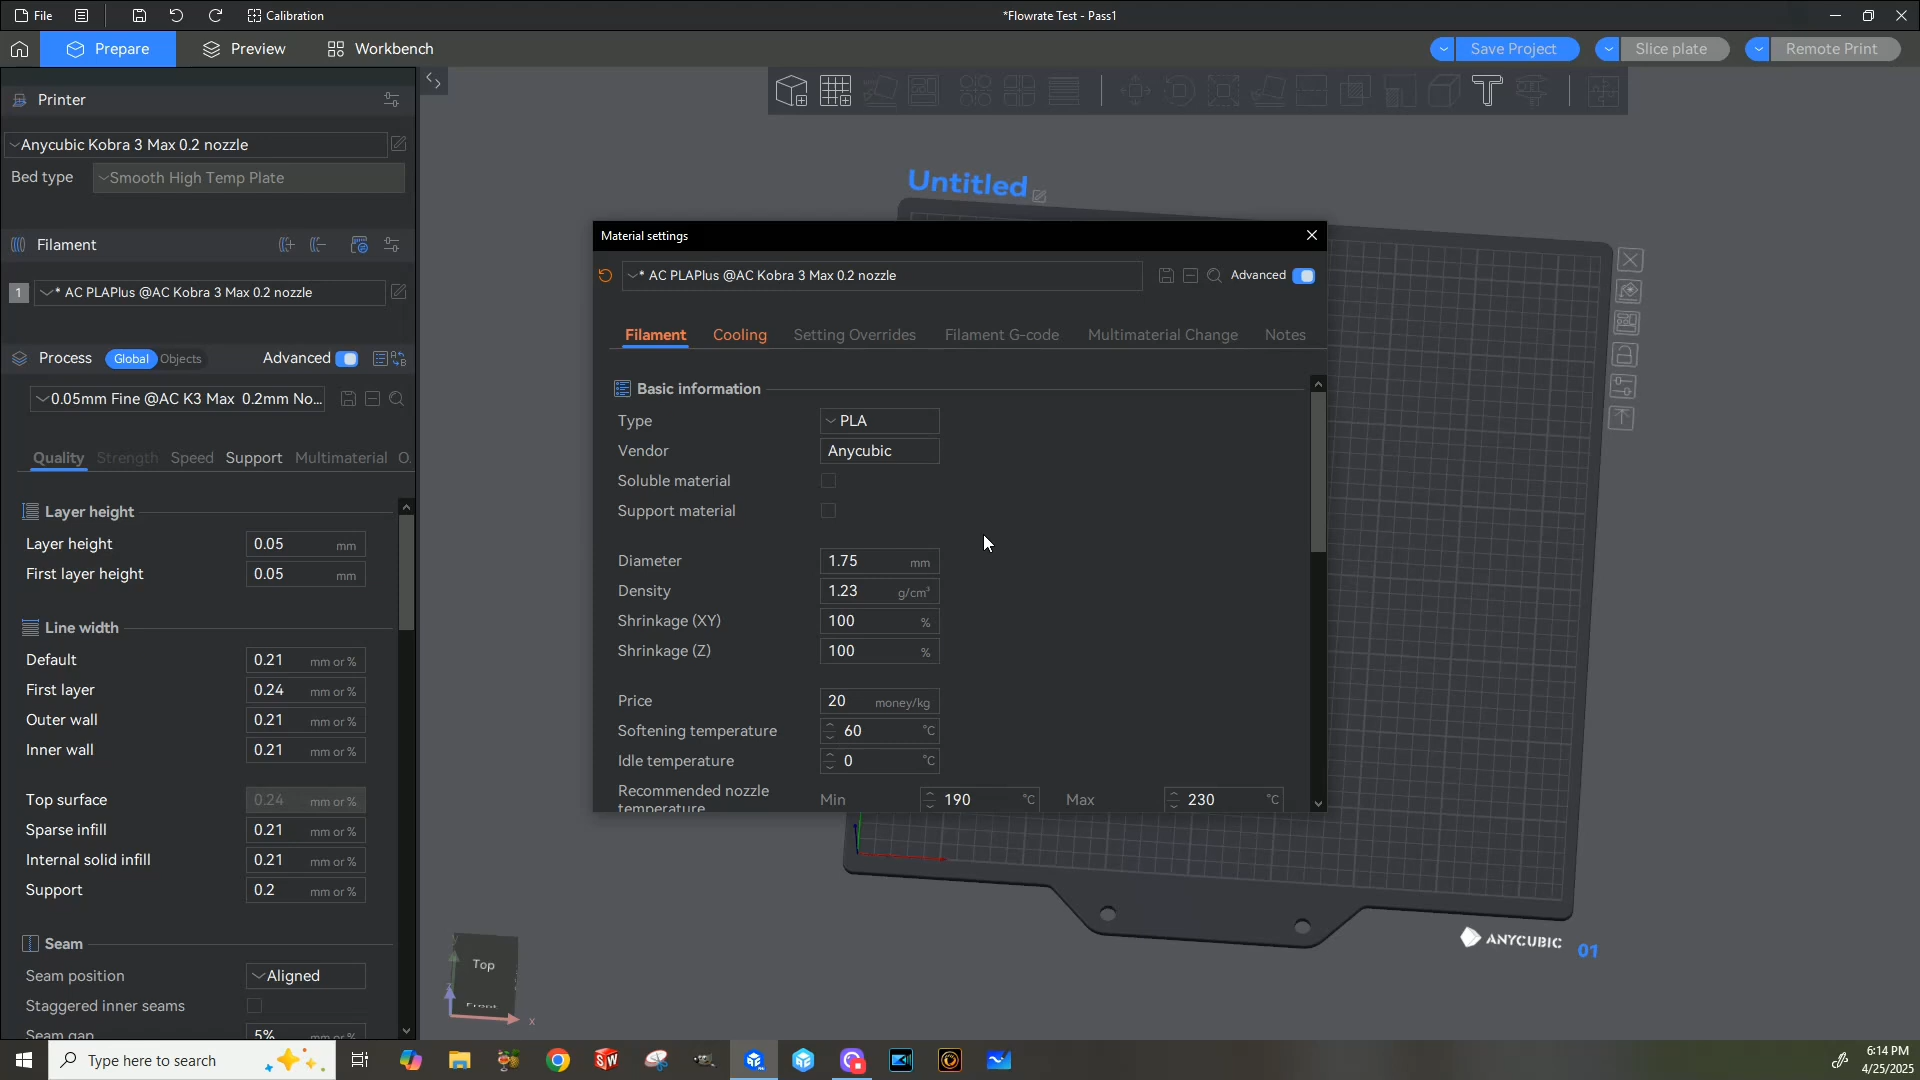 File
Calibration
*Flowrate Test - Pass1
Prepare
Preview
Workbench
Save Project
Slice plate
Remote Print
Printer
Anycubic Kobra 3 Max 0.2 nozzle
Bed type
Smooth High Temp Plate
Filament
1
* AC PLAPlus @AC Kobra 3 Max 0.2 nozzle
Process
Global
Objects
Advanced
0.05mm Fine @AC K3 Max 0.2mm No...
Quality
Strength
Speed
Support
Multimaterial
O
Layer height
Layer height 0.05 mm
First layer height 0.05 mm
Line width
Default 0.21 mm or %
First layer 0.24 mm or %
Outer wall 0.21 mm or %
Inner wall 0.21 mm or %
Top surface 0.24 mm or %
Sparse infill 0.21 mm or %
Internal solid infill 0.21 mm or %
Support 0.2 mm or %
Seam
Seam position Aligned
Staggered inner seams
Seam gap 5% mm or %
Untitled
Material settings
* AC PLAPlus @AC Kobra 3 Max 0.2 nozzle
Advanced
Filament
Cooling
Setting Overrides
Filament G-code
Multimaterial Change
Notes
Basic information
Type PLA
Vendor Anycubic
Soluble material
Support material
Diameter 1.75 mm
Density 1.23 g/cm³
Shrinkage (XY) 100 %
Shrinkage (Z) 100 %
Price 20 money/kg
Softening temperature 60 °C
Idle temperature 0 °C
Recommended nozzle
temperature
Min 190 °C Max 230 °C
ANYCUBIC
01
Top
Front
x
Type here to search
6:14 PM
4/25/2025